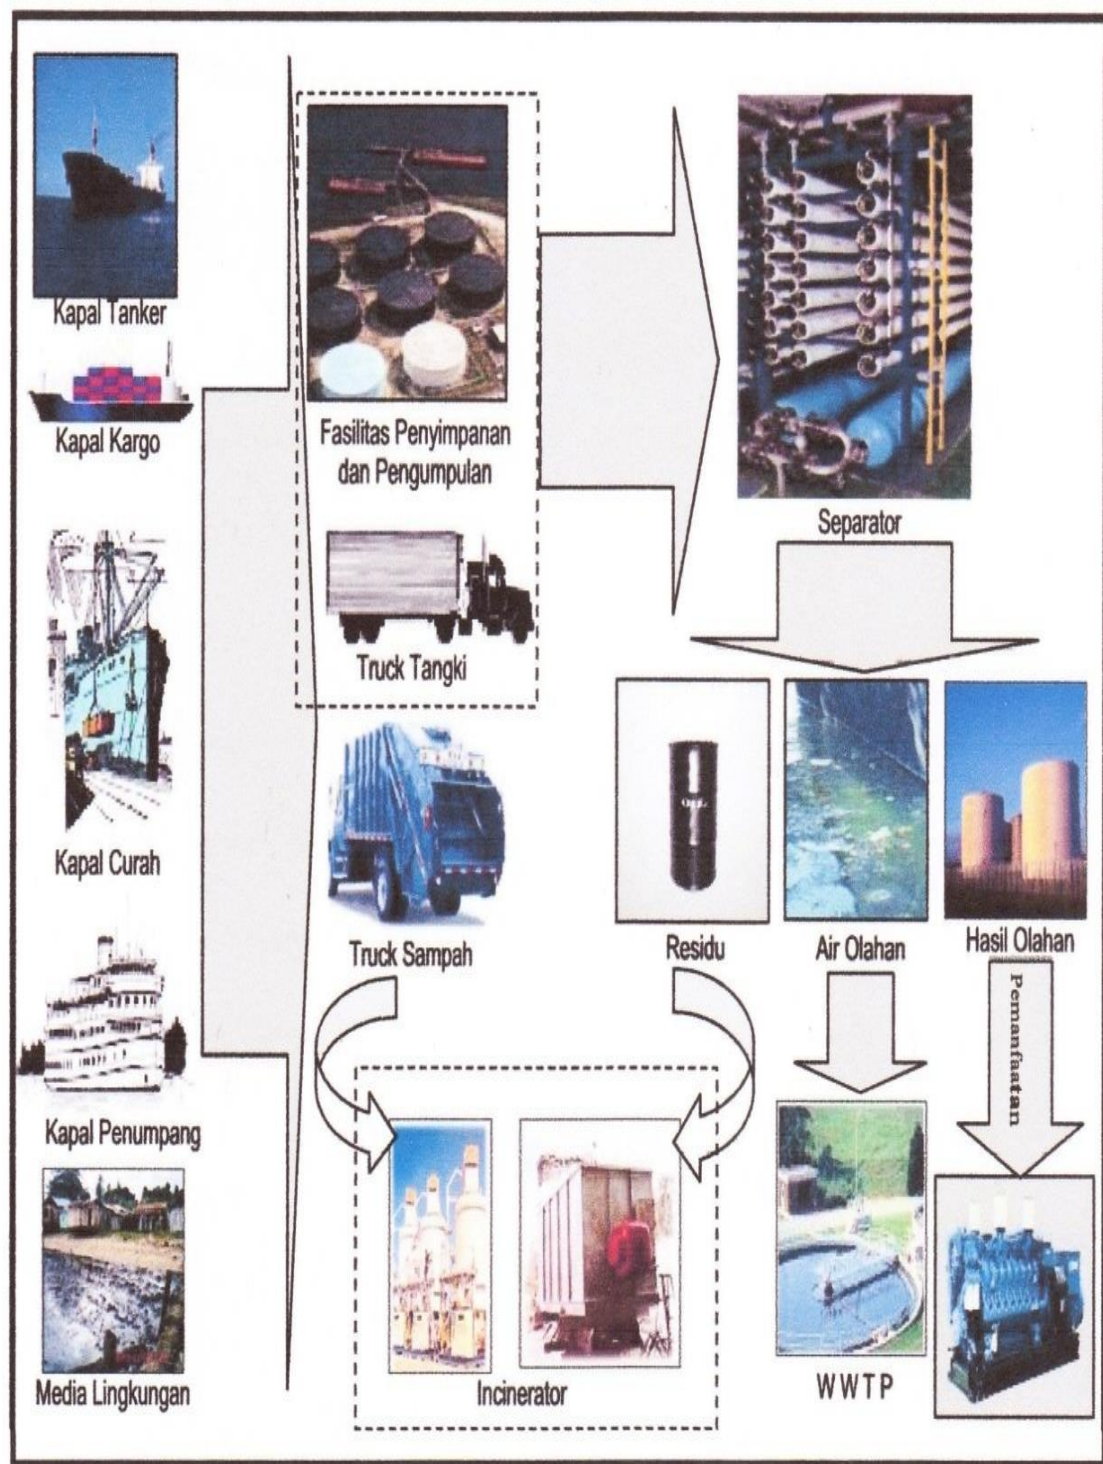 Kapal Tanker
Kapal Kargo
Kapal Curah
Kapal Penumpang
Media Lingkungan
Fasilitas Penyimpanan
dan Pengumpulan
Truck Tangki
Truck Sampah
Separator
Residu
Air Olahan
Hasil Olahan
Pemanfaatan
Incinerator
WWTP